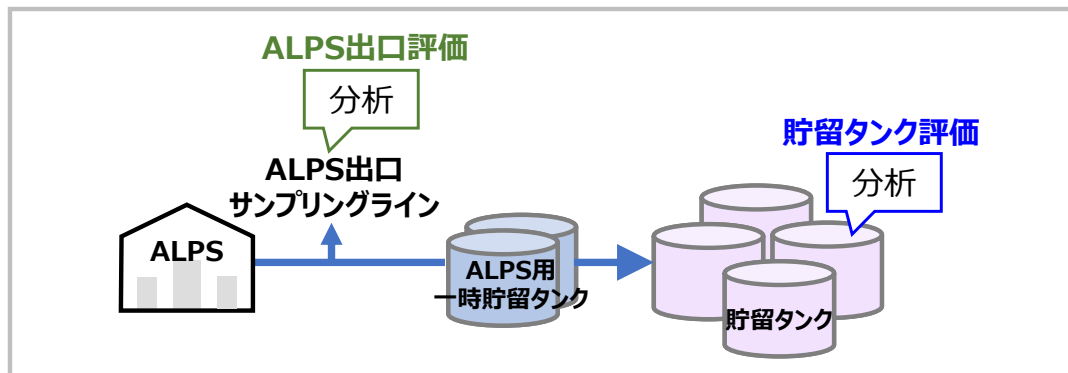 ALPS出口評価
分析
ALPS出口
サンプリングライン
ALPS
ALPS用
一時貯留タンク
貯留タンク評価
分析
貯留タンク